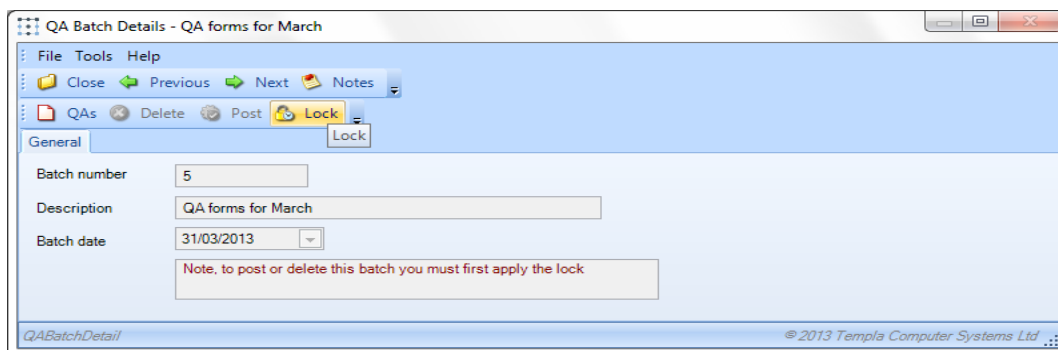 QA Batch Details - QA forms for March
File Tools Help
Close Previous Next Notes
QAs Delete Post Lock
Lock
General
Batch number 5
Description QA forms for March
Batch date 31/03/2013
Note, to post or delete this batch you must first apply the lock
QABatchDetail © 2013 Templa Computer Systems Ltd